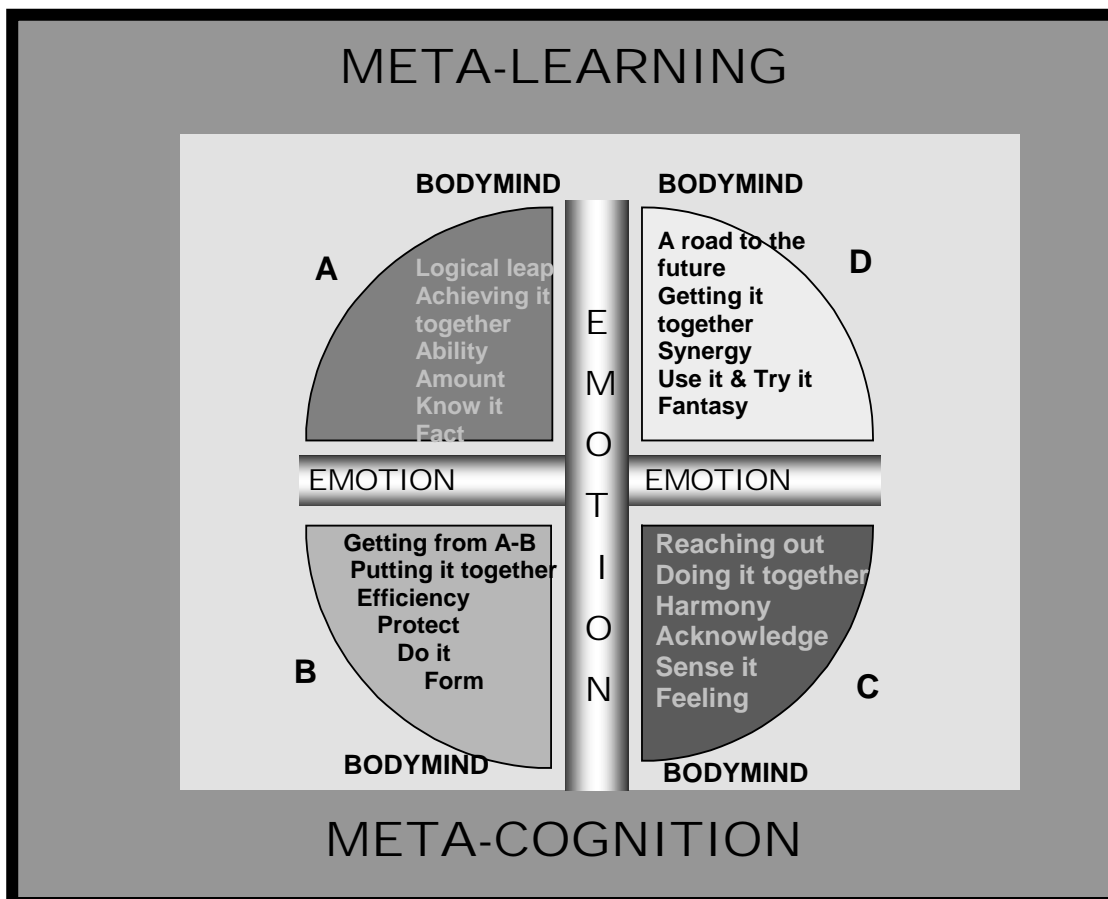 META-LEARNING
BODYMIND
A
Logical leap
Achieving it
together
Ability
Amount
Know it
Fact
BODYMIND
D
A road to the
future
Getting it
together
Synergy
Use it & Try it
Fantasy
EMOTION
EMOTION
EMOTION
Getting from A-B
Putting it together
Efficiency
Protect
Do it
Form
B
BODYMIND
Reaching out
Doing it together
Harmony
Acknowledge
Sense it
Feeling
C
BODYMIND
META-COGNITION